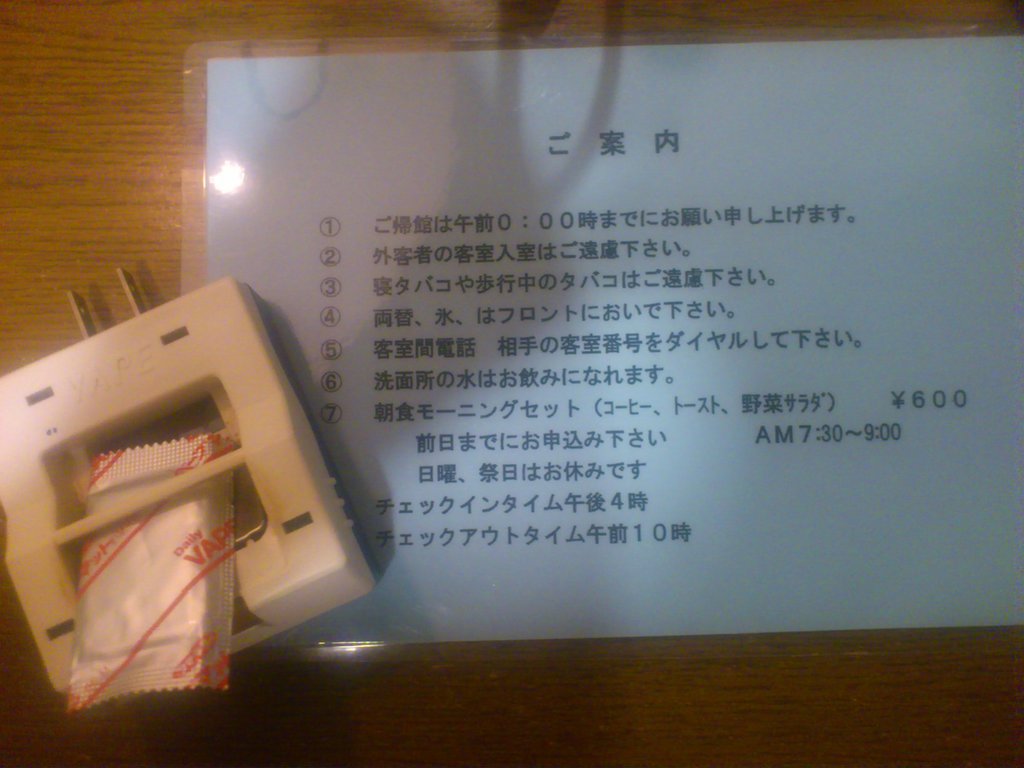 ご 案 内
① ご帰館は午前0：00時までにお願い申し上げます。
② 外客者の客室入室はご遠慮下さい。
③ 寝タバコや歩行中のタバコはご遠慮下さい。
④ 両替、氷、はフロントにおいで下さい。
⑤ 客室間電話　相手の客室番号をダイヤルして下さい。
⑥ 洗面所の水はお飲みになれます。
⑦ 朝食モーニングセット（ｺｰﾋｰ、ﾄｰｽﾄ、野菜ｻﾗﾀﾞ）　￥６００
前日までにお申込み下さい　ＡＭ７:30～9:00
日曜、祭日はお休みです
チェックインタイム午後４時
チェックアウトタイム午前１０時
VAPE
Daily
VAPE